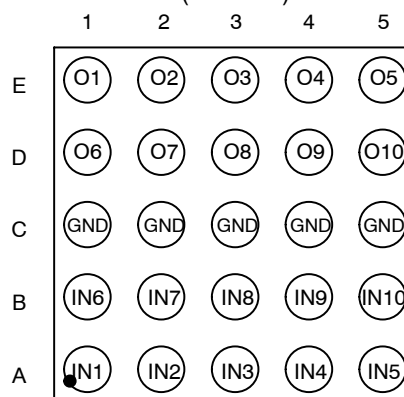 1 2 3 4 5
E O1 O2 O3 O4 O5
D O6 O7 O8 O9 O10
C GND GND GND GND GND
B IN6 IN7 IN8 IN9 IN10
A IN1 IN2 IN3 IN4 IN5